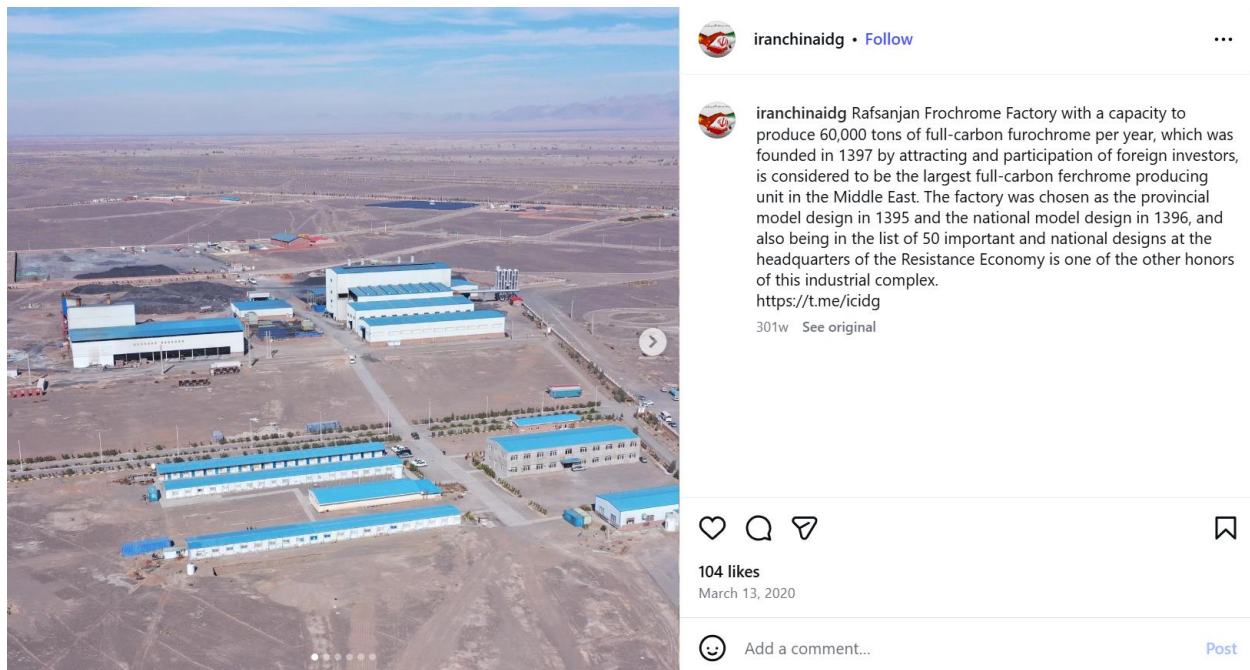 iranchinaidg • Follow
iranchinaidg Rafsanjan Frochrome Factory with a capacity to
produce 60,000 tons of full-carbon furochrome per year, which was
founded in 1397 by attracting and participation of foreign investors,
is considered to be the largest full-carbon ferchrome producing
unit in the Middle East. The factory was chosen as the provincial
model design in 1395 and the national model design in 1396, and
also being in the list of 50 important and national designs at the
headquarters of the Resistance Economy is one of the other honors
of this industrial complex.
https://t.me/icidg
301w See original
104 likes
March 13, 2020
Add a comment...
Post